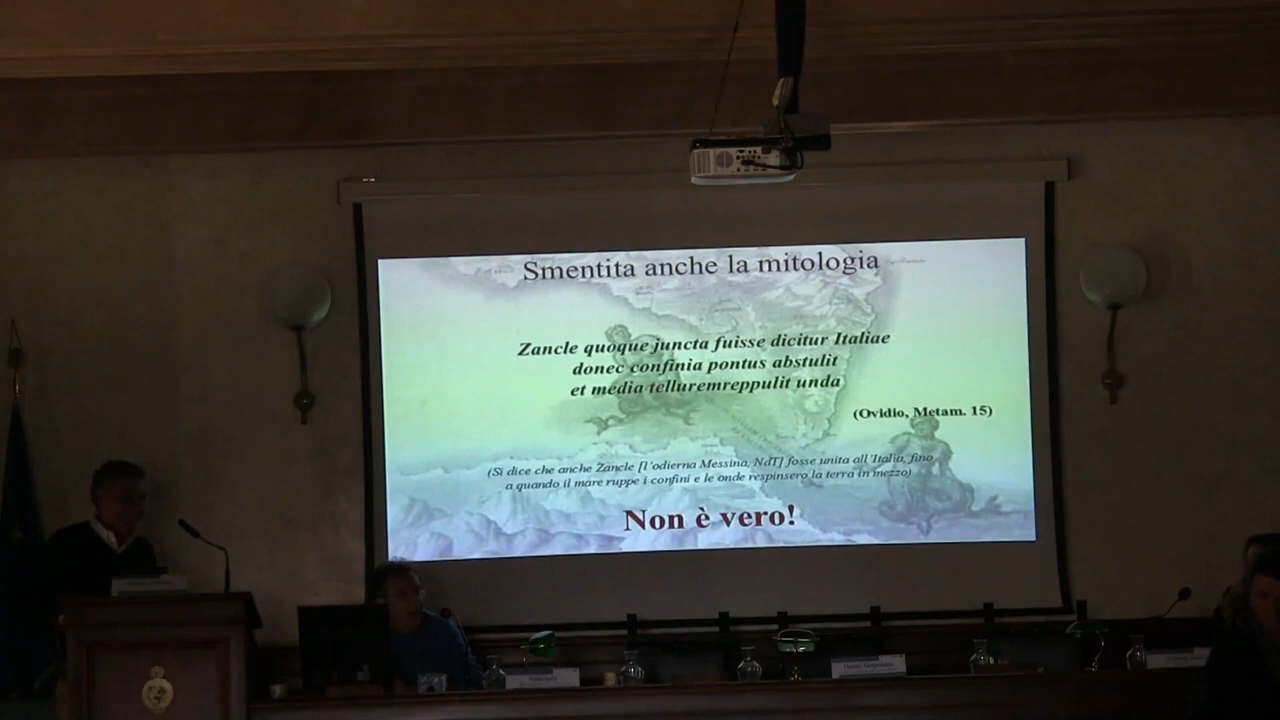 Smentita anche la mitologia
Zancle quoque juncta fuisse dicitur Italiae
donec confinia pontus abstulit
et media telluremreppulit unda
(Ovidio, Metam. 15)
(Si dice che anche Zancle [l'odierna Messina, NdT] fosse unita all'Italia, fino
a quando il mare ruppe i confini e le onde respinsero la terra in mezzo)
Non è vero!